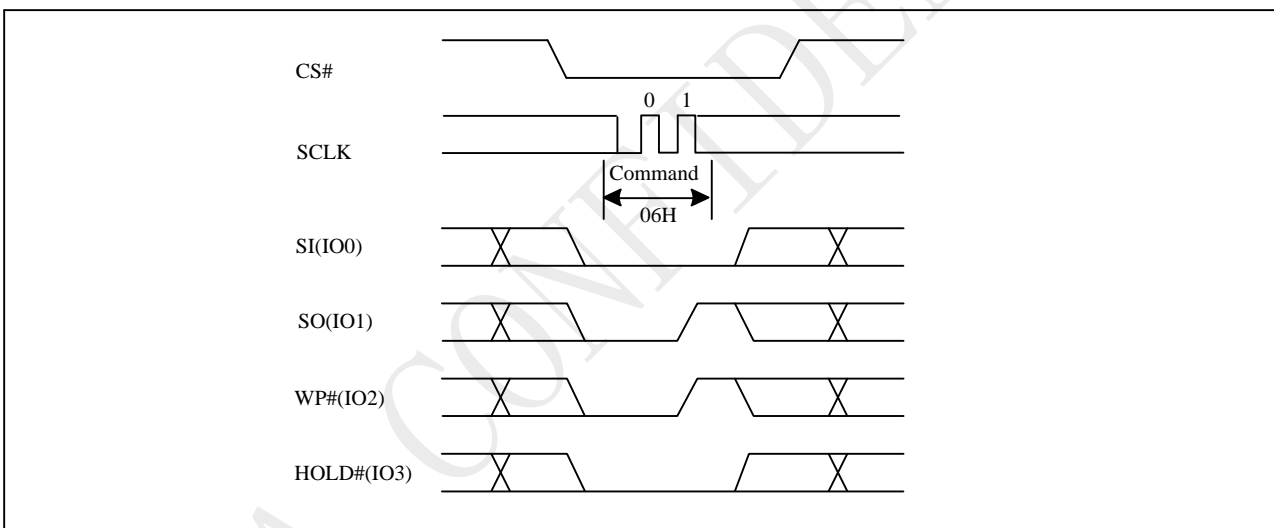 CS#
0 1
SCLK
Command
06H
SI(IO0)
SO(IO1)
WP#(IO2)
HOLD#(IO3)